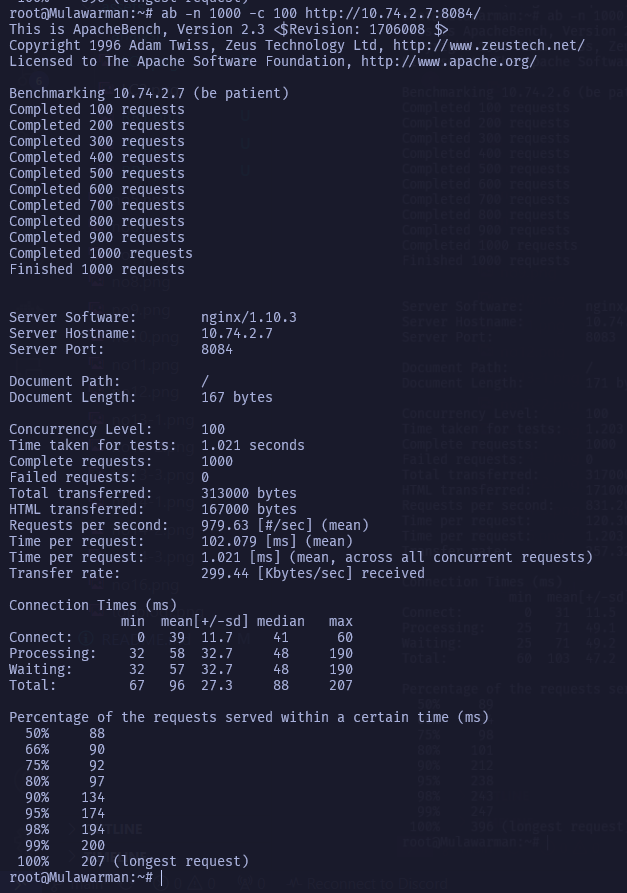 root@Mulawarman:~# ab -n 1000 -c 100 http://10.74.2.7:8084/
This is ApacheBench, Version 2.3 <$Revision: 1706008 $>
Copyright 1996 Adam Twiss, Zeus Technology Ltd, http://www.zeustech.net/
Licensed to The Apache Software Foundation, http://www.apache.org/

Benchmarking 10.74.2.7 (be patient)
Completed 100 requests
Completed 200 requests
Completed 300 requests
Completed 400 requests
Completed 500 requests
Completed 600 requests
Completed 700 requests
Completed 800 requests
Completed 900 requests
Completed 1000 requests
Finished 1000 requests

Server Software:        nginx/1.10.3
Server Hostname:        10.74.2.7
Server Port:            8084

Document Path:          /
Document Length:        167 bytes

Concurrency Level:      100
Time taken for tests:   1.021 seconds
Complete requests:      1000
Failed requests:        0
Total transferred:      313000 bytes
HTML transferred:       167000 bytes
Requests per second:    979.63 [#/sec] (mean)
Time per request:       102.079 [ms] (mean)
Time per request:       1.021 [ms] (mean, across all concurrent requests)
Transfer rate:          299.44 [Kbytes/sec] received

Connection Times (ms)
              min  mean[+/-sd] median   max
Connect:        0   39  11.7     41      60
Processing:    32   58  32.7     48     190
Waiting:       32   57  32.7     48     190
Total:         67   96  27.3     88     207

Percentage of the requests served within a certain time (ms)
  50%     88
  66%     90
  75%     92
  80%     97
  90%    134
  95%    174
  98%    194
  99%    200
 100%    207 (longest request)
root@Mulawarman:~#